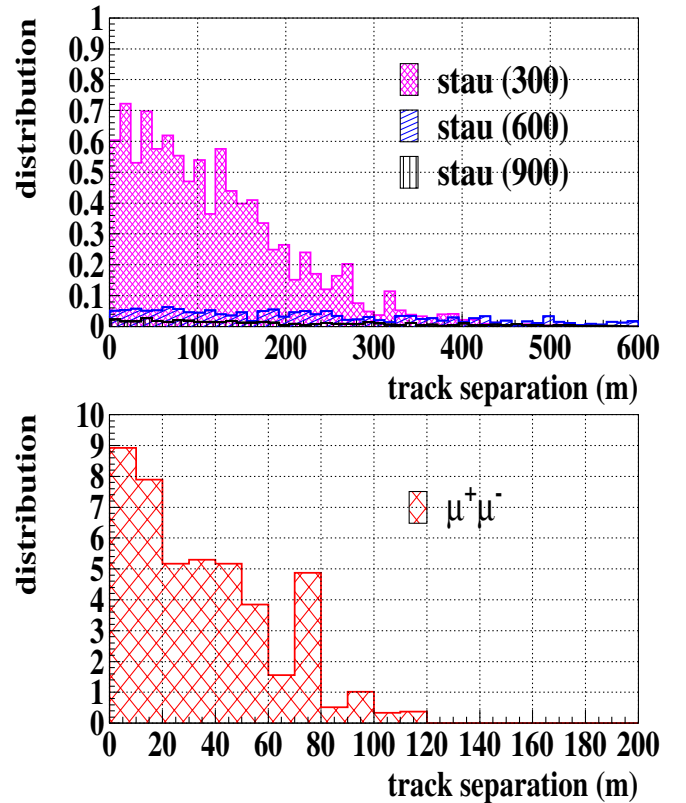 distribution
1
0.9
0.8
0.7
0.6
0.5
0.4
0.3
0.2
0.1
0
stau (300)
stau (600)
stau (900)
0 100 200 300 400 500 600
track separation (m)
distribution
10
9
8
7
6
5
4
3
2
1
0
μ⁺μ⁻
0 20 40 60 80 100 120 140 160 180 200
track separation (m)